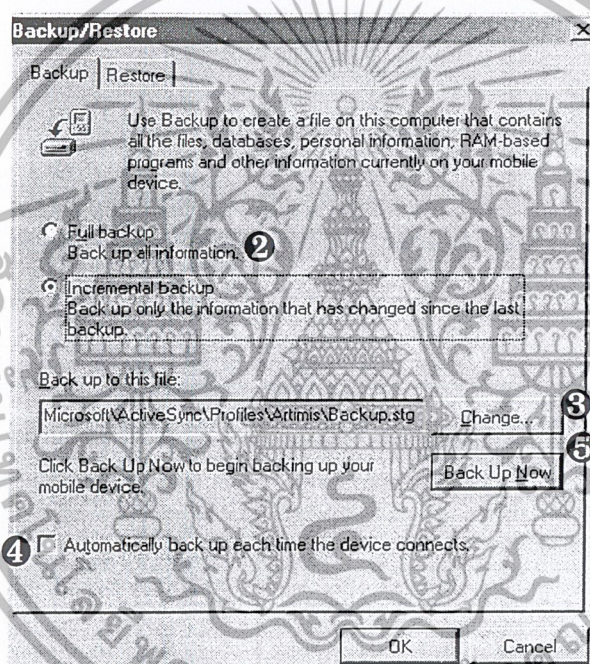 Backup/Restore
Backup
Restore
Use Backup to create a file on this computer that contains
all the files, databases, personal information, RAM-based
programs and other information currently on your mobile
device.
Full backup
Back up all information. 2
Incremental backup
Back up only the information that has changed since the last
backup.
Back up to this file:
Microsoft\ActiveSync\Profiles\Artimis\Backup.stg
Change... 3
Click Back Up Now to begin backing up your
mobile device.
Back Up Now 5
4 Automatically back up each time the device connects.
OK
Cancel